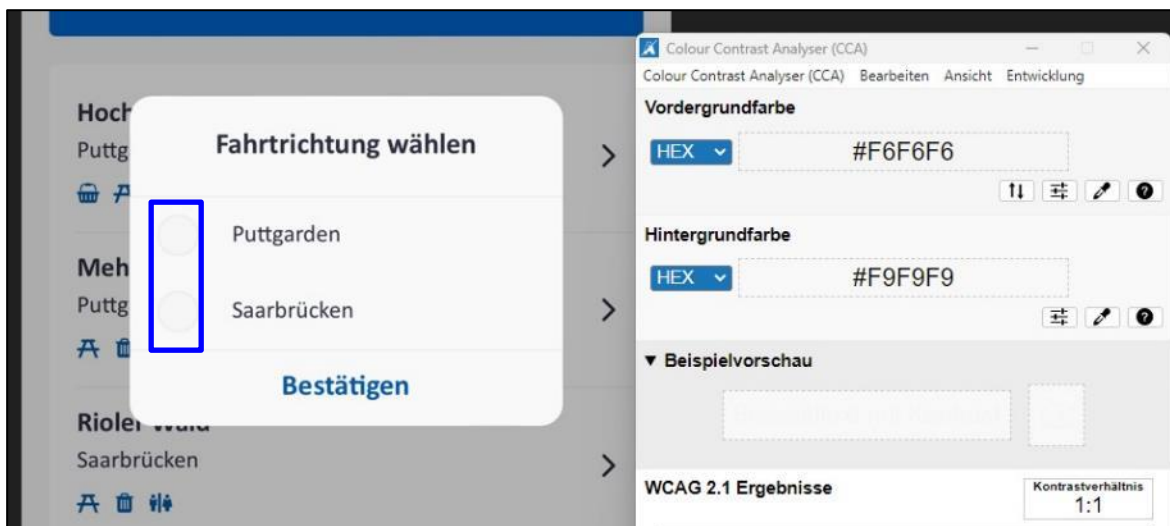 Hoch
Puttg
Fahrtrichtung wählen
Puttgarden
Saarbrücken
Bestätigen
Meh
Puttg
Saarbrücken
Colour Contrast Analyser (CCA)
Colour Contrast Analyser (CCA) Bearbeiten Ansicht Entwicklung
Vordergrundfarbe
HEX #F6F6F6
Hintergrundfarbe
HEX #F9F9F9
▼ Beispielvorschau
WCAG 2.1 Ergebnisse
Kontrastverhältnis
1:1